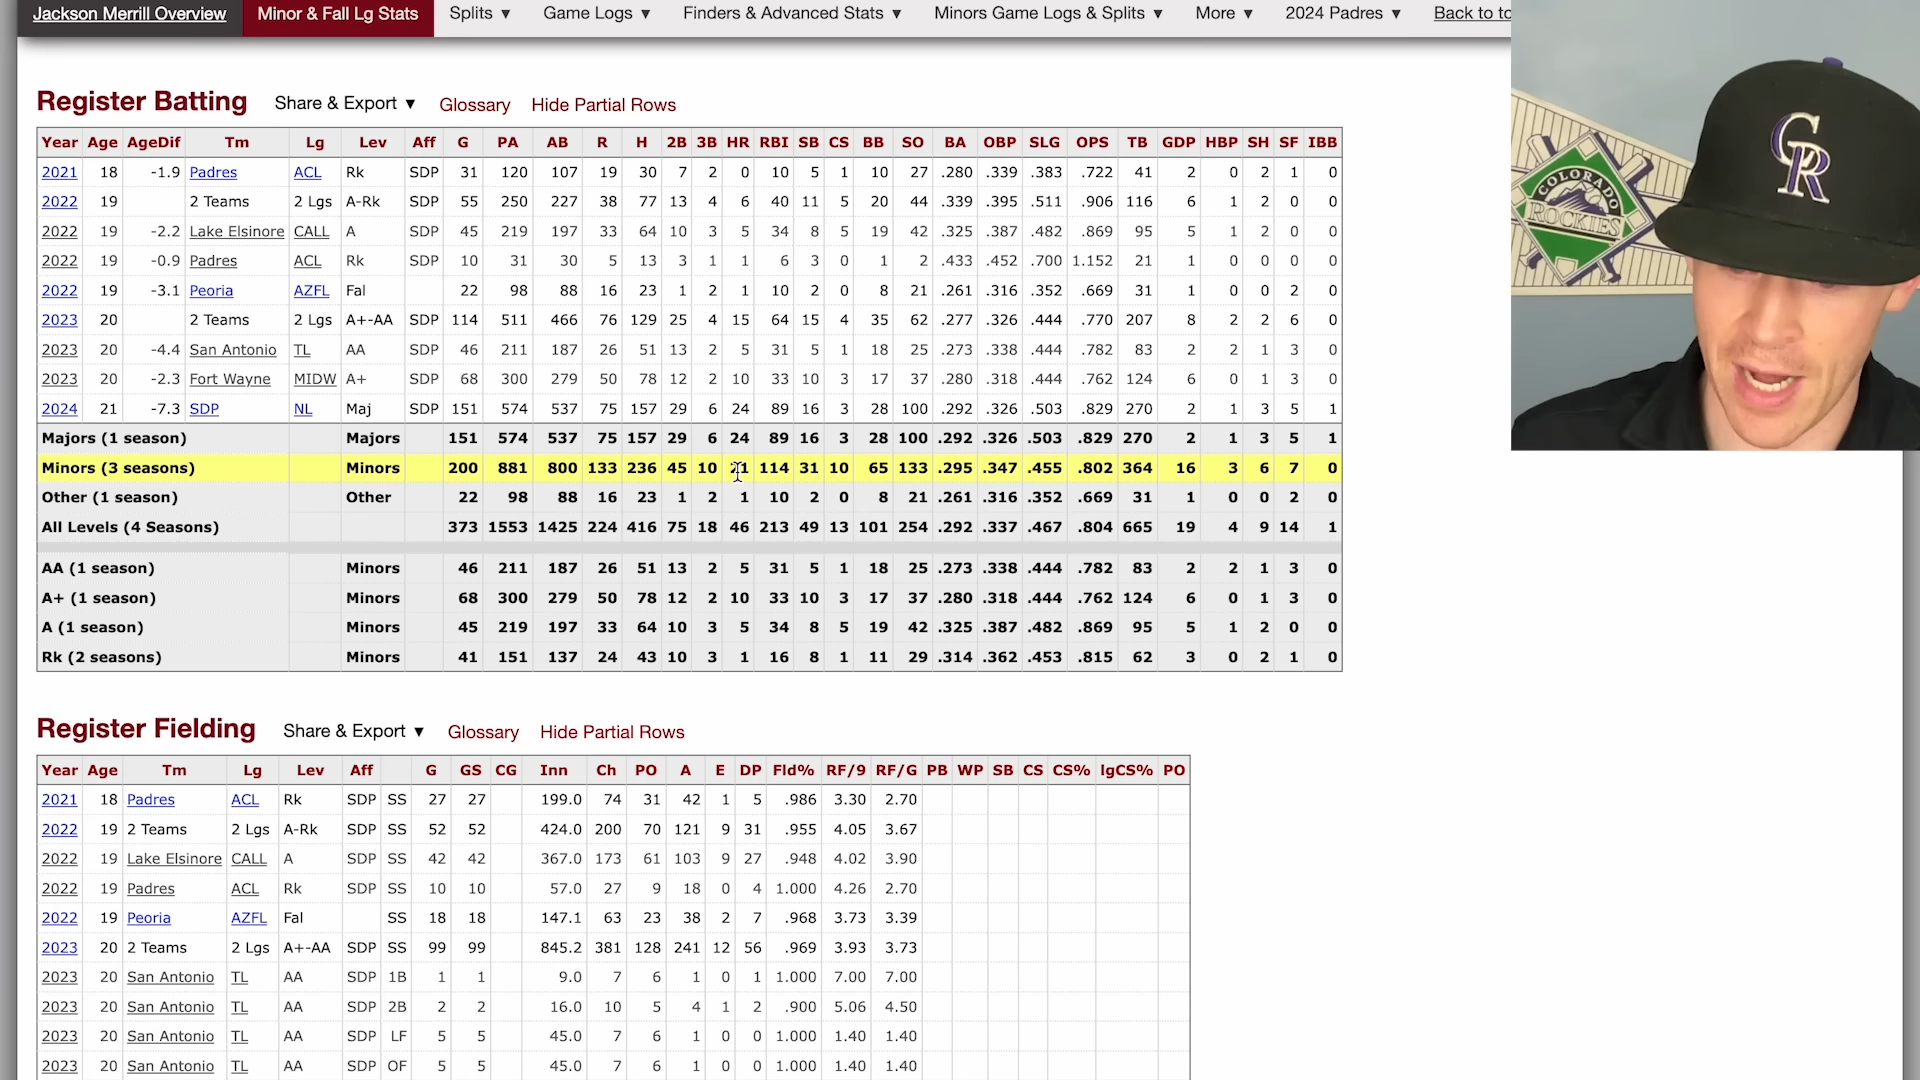 Jackson Merrill Overview Minor & Fall Lg Stats Splits ▼ Game Logs ▼ Finders & Advanced Stats ▼ Minors Game Logs & Splits ▼ More ▼ 2024 Padres ▼ Back to to
Register Batting Share & Export ▼ Glossary Hide Partial Rows
Year Age AgeDif Tm Lg Lev Aff G PA AB R H 2B 3B HR RBI SB CS BB SO BA OBP SLG OPS TB GDP HBP SH SF IBB
2021 18 -1.9 Padres ACL Rk SDP 31 120 107 19 30 7 2 0 10 5 1 10 27 .280 .339 .383 .722 41 2 0 2 1 0
2022 19 2 Teams 2 Lgs A-Rk SDP 55 250 227 38 77 13 4 6 40 11 5 20 44 .339 .395 .511 .906 116 6 1 2 0 0
2022 19 -2.2 Lake Elsinore CALL A SDP 45 219 197 33 64 10 3 5 34 8 5 19 42 .325 .387 .482 .869 95 5 1 2 0 0
2022 19 -0.9 Padres ACL Rk SDP 10 31 30 5 13 3 1 1 6 3 0 1 2 .433 .452 .700 1.152 21 1 0 0 0 0
2022 19 -3.1 Peoria AZFL Fal 22 98 88 16 23 1 2 1 10 2 0 8 21 .261 .316 .352 .669 31 1 0 0 2 0
2023 20 2 Teams 2 Lgs A+-AA SDP 114 511 466 76 129 25 4 15 64 15 4 35 62 .277 .326 .444 .770 207 8 2 2 6 0
2023 20 -4.4 San Antonio TL AA SDP 46 211 187 26 51 13 2 5 31 5 1 18 25 .273 .338 .444 .782 83 2 2 1 3 0
2023 20 -2.3 Fort Wayne MIDW A+ SDP 68 300 279 50 78 12 2 10 33 10 3 17 37 .280 .318 .444 .762 124 6 0 1 3 0
2024 21 -7.3 SDP NL Maj SDP 151 574 537 75 157 29 6 24 89 16 3 28 100 .292 .326 .503 .829 270 2 1 3 5 1
Majors (1 season) Majors 151 574 537 75 157 29 6 24 89 16 3 28 100 .292 .326 .503 .829 270 2 1 3 5 1
Minors (3 seasons) Minors 200 881 800 133 236 45 10 21 114 31 10 65 133 .295 .347 .455 .802 364 16 3 6 7 0
Other (1 season) Other 22 98 88 16 23 1 2 1 10 2 0 8 21 .261 .316 .352 .669 31 1 0 0 2 0
All Levels (4 Seasons) 373 1553 1425 224 416 75 18 46 213 49 13 101 254 .292 .337 .467 .804 665 19 4 9 14 1
AA (1 season) Minors 46 211 187 26 51 13 2 5 31 5 1 18 25 .273 .338 .444 .782 83 2 2 1 3 0
A+ (1 season) Minors 68 300 279 50 78 12 2 10 33 10 3 17 37 .280 .318 .444 .762 124 6 0 1 3 0
A (1 season) Minors 45 219 197 33 64 10 3 5 34 8 5 19 42 .325 .387 .482 .869 95 5 1 2 0 0
Rk (2 seasons) Minors 41 151 137 24 43 10 3 1 16 8 1 11 29 .314 .362 .453 .815 62 3 0 2 1 0
Register Fielding Share & Export ▼ Glossary Hide Partial Rows
Year Age Tm Lg Lev Aff G GS CG Inn Ch PO A E DP Fld% RF/9 RF/G PB WP SB CS CS% lgCS% PO
2021 18 Padres ACL Rk SDP SS 27 27 199.0 74 31 42 1 5 .986 3.30 2.70
2022 19 2 Teams 2 Lgs A-Rk SDP SS 52 52 424.0 200 70 121 9 31 .955 4.05 3.67
2022 19 Lake Elsinore CALL A SDP SS 42 42 367.0 173 61 103 9 27 .948 4.02 3.90
2022 19 Padres ACL Rk SDP SS 10 10 57.0 27 9 18 0 4 1.000 4.26 2.70
2022 19 Peoria AZFL Fal SS 18 18 147.1 63 23 38 2 7 .968 3.73 3.39
2023 20 2 Teams 2 Lgs A+-AA SDP SS 99 99 845.2 381 128 241 12 56 .969 3.93 3.73
2023 20 San Antonio TL AA SDP 1B 1 1 9.0 7 6 1 0 1 1.000 7.00 7.00
2023 20 San Antonio TL AA SDP 2B 2 2 16.0 10 5 4 1 2 .900 5.06 4.50
2023 20 San Antonio TL AA SDP LF 5 5 45.0 7 6 1 0 0 1.000 1.40 1.40
2023 20 San Antonio TL AA SDP OF 5 5 45.0 7 6 1 0 0 1.000 1.40 1.40
COLORADO
ROCKIES
CR